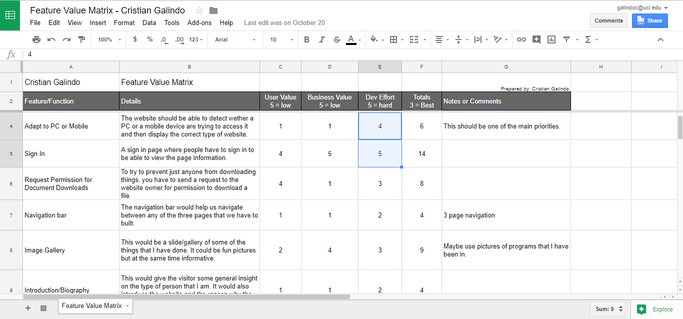 Feature Value Matrix - Cristian Galindo
galindoc@uci.edu
File Edit View Insert Format Data Table Tools Add-ons Help Last edit was on October 20
Comments Share
100% $ % .0 .00 123 Arial 10 B I S A
fx 4
A B C D E F G H I
1 Cristian Galindo Feature Value Matrix Prepared by: Cristian Galindo
2 Feature/Function Details User Value Business Value Dev Effort Totals Notes or Comments
5 = low 5 = low 5 = hard 3 = Best
4 Adapt to PC or Mobile
The website should be able to detect wether a
PC or a mobile device are trying to access it
and then display the correct type of website.
1 1 4 6 This should be one of the main priorities.
5 Sign In
A sign in page where people have to sign in to
be able to view the page information.
4 5 5 14
6 Request Permission for
Document Downloads
To try to prevent just anyone from downloading
things, you have to send a request to the
website owner for permission to download a
file.
4 1 3 8
7 Navigation bar
The navigation bar would help us navigate
between any of the three pages that we have to
built.
1 1 2 4 3 page navigation
8 Image Gallery
This would be a slide/gallery of some of the
things that I have done. It could be fun pictures
but at the same time informative.
2 4 3 9
Maybe use pictures of programs that I have
been in.
9 Introduction/Biography
This would give the visitor some general insight
on the type of person that I am. It would also
1 1 2 4
Feature Value Matrix
Sum: 9
Explore